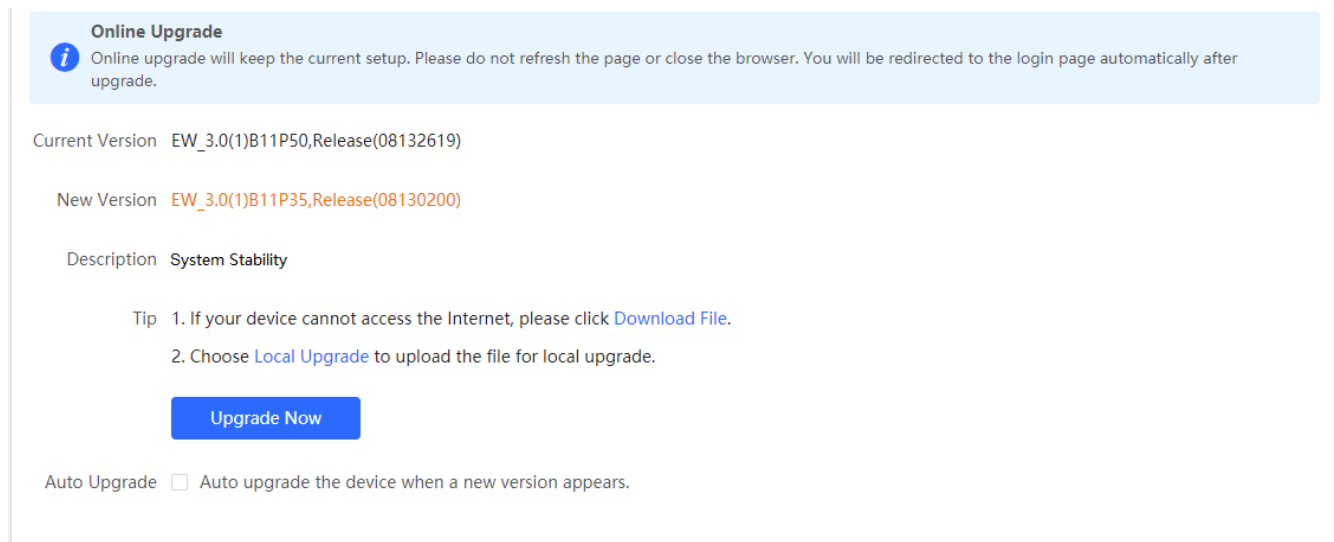 Online Upgrade
Online upgrade will keep the current setup. Please do not refresh the page or close the browser. You will be redirected to the login page automatically after
upgrade.
Current Version EW_3.0(1)B11P50,Release(08132619)
New Version EW_3.0(1)B11P35,Release(08130200)
Description System Stability
Tip 1. If your device cannot access the Internet, please click Download File.
2. Choose Local Upgrade to upload the file for local upgrade.
Upgrade Now
Auto Upgrade Auto upgrade the device when a new version appears.